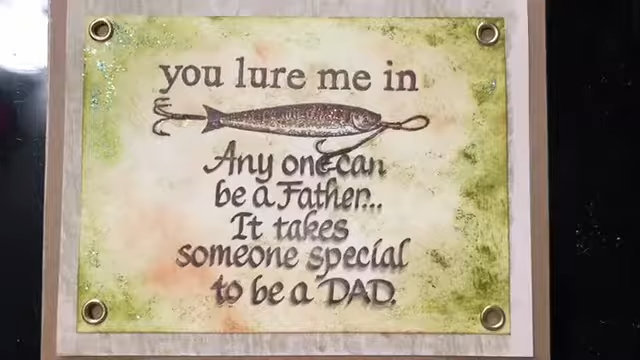 you lure me in
Any one can
be a Father...
It takes
someone special
to be a DAD.